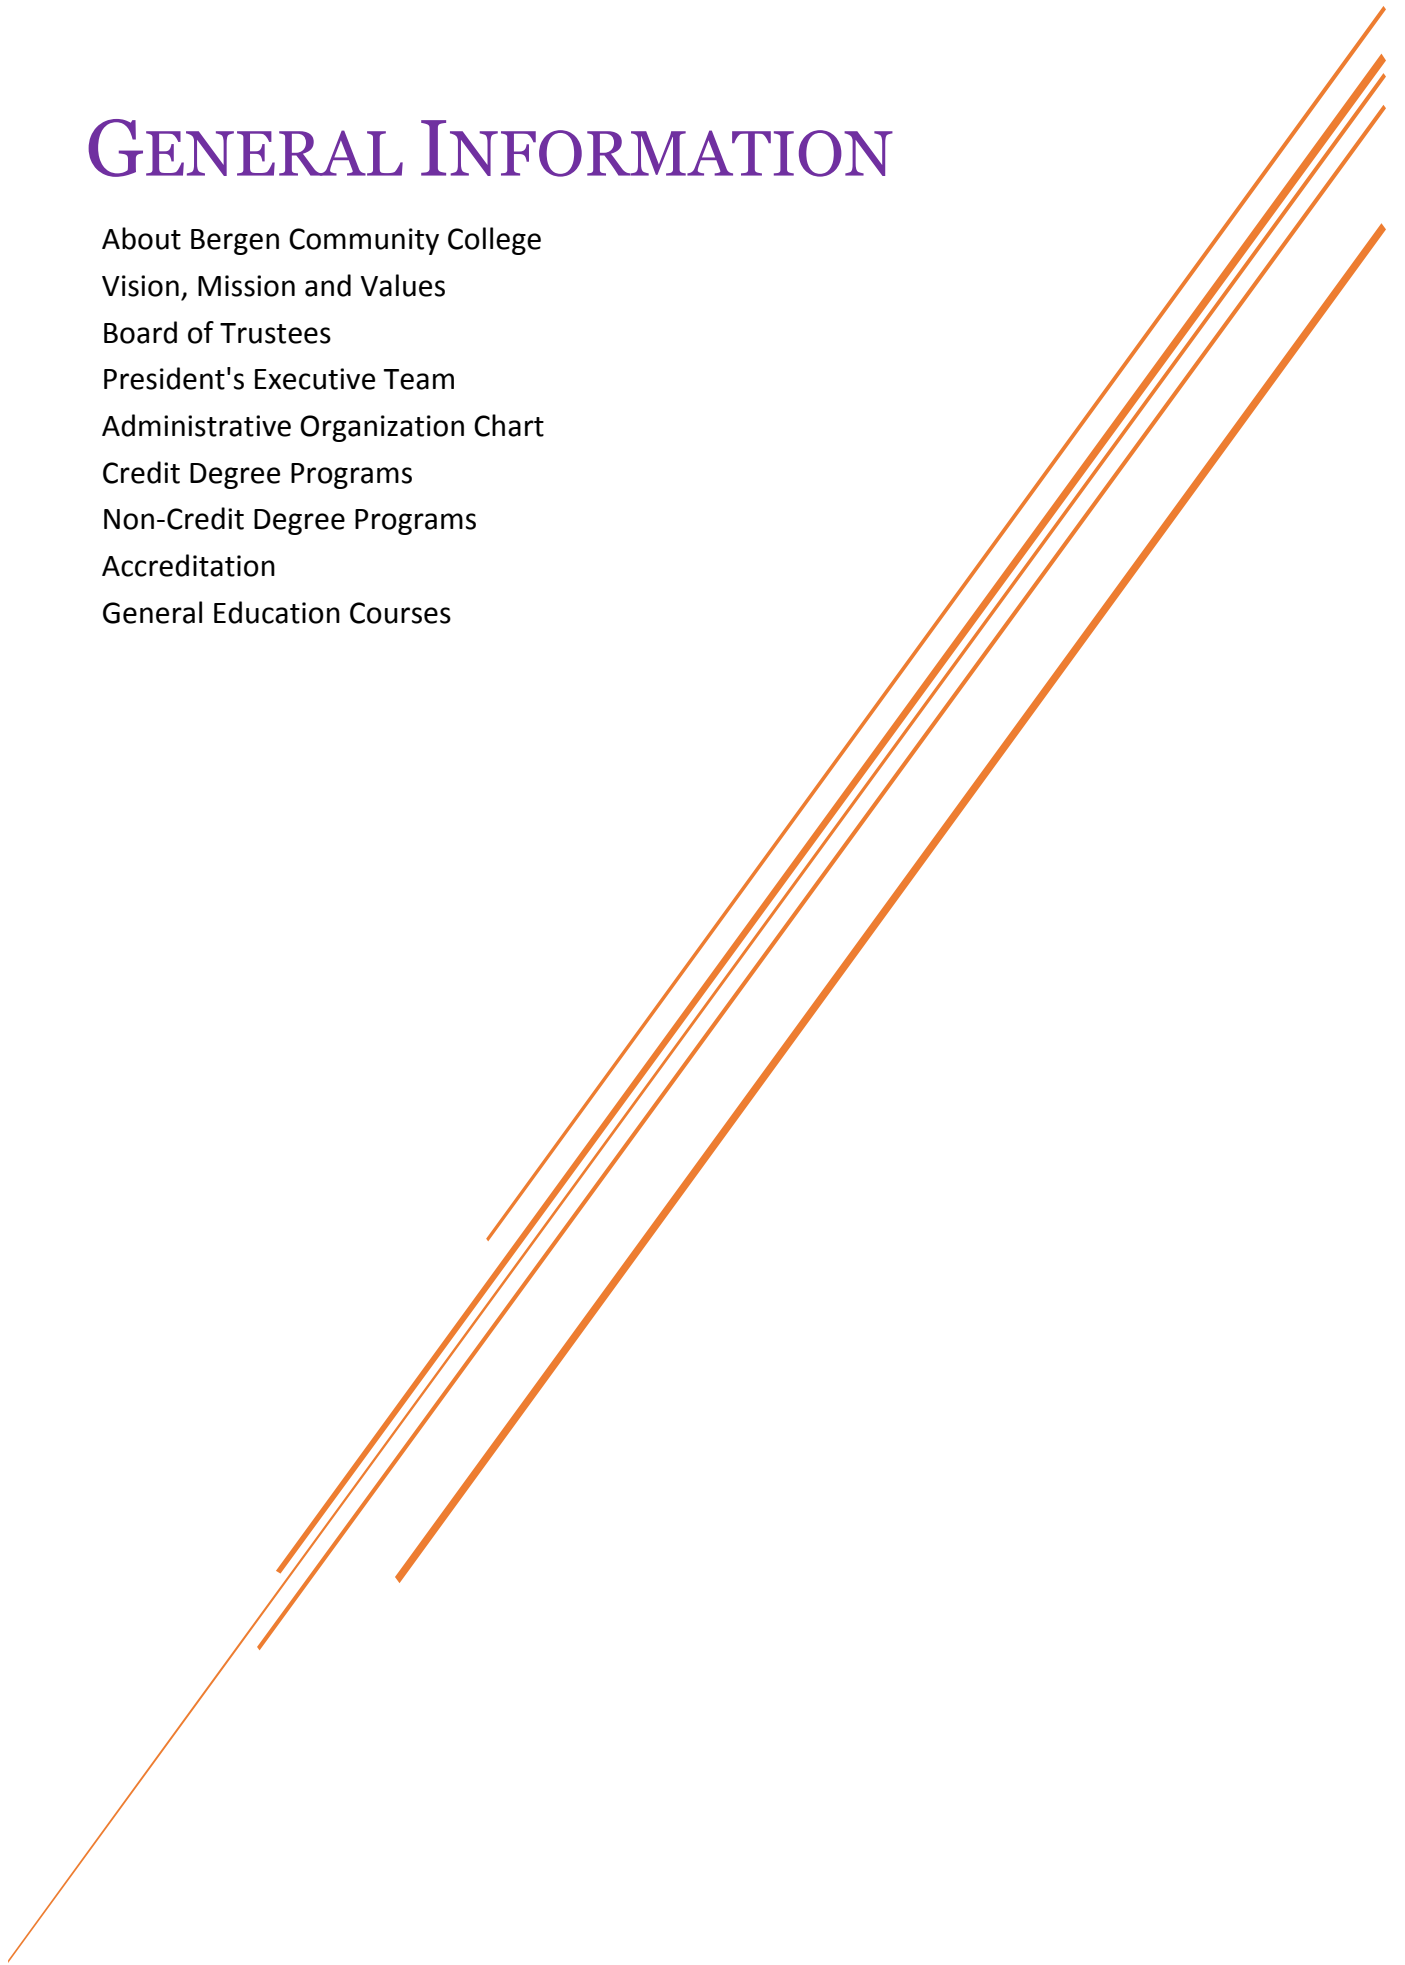 GENERAL INFORMATION
About Bergen Community College
Vision, Mission and Values
Board of Trustees
President's Executive Team
Administrative Organization Chart
Credit Degree Programs
Non-Credit Degree Programs
Accreditation
General Education Courses